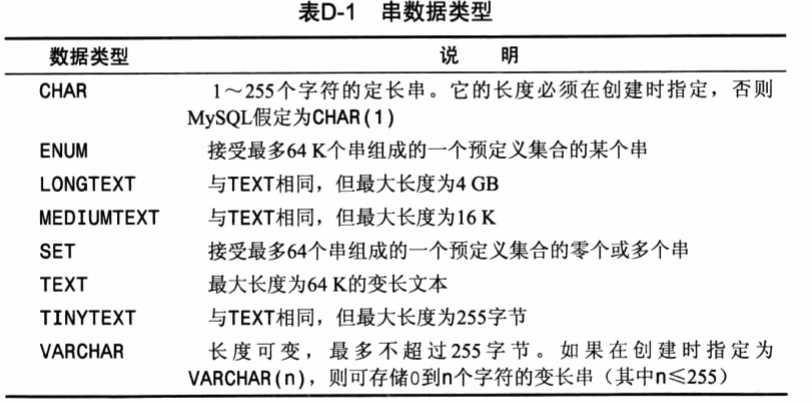 表D-1 串数据类型
数据类型 说 明
CHAR 1～255个字符的定长串。它的长度必须在创建时指定，否则
MySQL假定为CHAR(1)
ENUM 接受最多64 K个串组成的一个预定义集合的某个串
LONGTEXT 与TEXT相同，但最大长度为4 GB
MEDIUMTEXT 与TEXT相同，但最大长度为16 K
SET 接受最多64个串组成的一个预定义集合的零个或多个串
TEXT 最大长度为64 K的变长文本
TINYTEXT 与TEXT相同，但最大长度为255字节
VARCHAR 长度可变，最多不超过255字节。如果在创建时指定为
VARCHAR(n)，则可存储0到n个字符的变长串（其中n≤255）